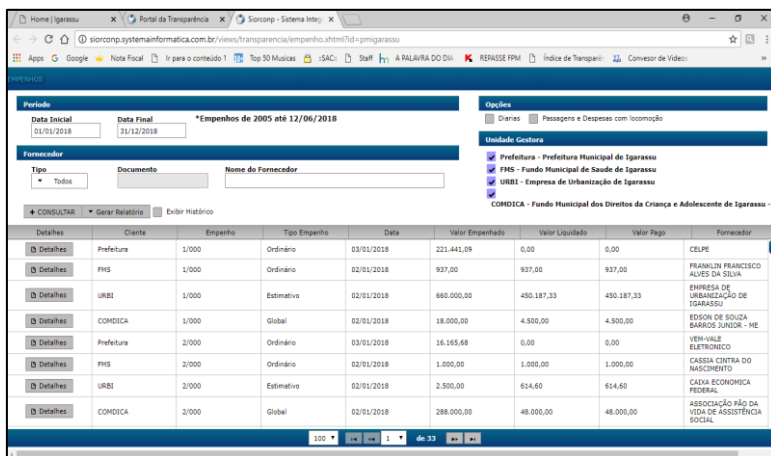 Home | Igarassu x Portal da Transparência x Siorconp - Sistema Integ x
siorconp.systemainformatica.com.br/views/transparencia/empenho.xhtml?id=pmigarassu
Apps G Google Nota Fiscal Ir para o conteúdo 1 Top 50 Musicas ::SAC:: Staff A PALAVRA DO DIA REPASSE FPM Índice de Transparên Convesor de Videos »
EMPENHOS
Período
Data Inicial Data Final *Empenhos de 2005 até 12/06/2018
01/01/2018 31/12/2018
Opções
Diarias Passagens e Despesas com locomoção
Unidade Gestora
Prefeitura - Prefeitura Municipal de Igarassu
FMS - Fundo Municipal de Saude de Igarassu
URBI - Empresa de Urbanização de Igarassu
COMDICA - Fundo Municipal dos Direitos da Criança e Adolescente de Igarassu -
Fornecedor
Tipo Documento Nome do Fornecedor
Todos
+ CONSULTAR Gerar Relatório Exibir Histórico
Detalhes Cliente Empenho Tipo Empenho Data Valor Empenhado Valor Liquidado Valor Pago Fornecedor
Detalhes Prefeitura 1/000 Ordinário 03/01/2018 221.441,09 0,00 0,00 CELPE
Detalhes FMS 1/000 Ordinário 02/01/2018 937,00 937,00 937,00 FRANKLIN FRANCISCO
ALVES DA SILVA
Detalhes URBI 1/000 Estimativo 02/01/2018 660.000,00 450.187,33 450.187,33 EMPRESA DE
URBANIZAÇÃO DE
IGARASSU
Detalhes COMDICA 1/000 Global 02/01/2018 18.000,00 4.500,00 4.500,00 EDSON DE SOUZA
BARROS JUNIOR - ME
Detalhes Prefeitura 2/000 Ordinário 03/01/2018 16.165,68 0,00 0,00 VEM-VALE
ELETRONICO
Detalhes FMS 2/000 Ordinário 02/01/2018 1.000,00 1.000,00 1.000,00 CASSIA CINTRA DO
NASCIMENTO
Detalhes URBI 2/000 Estimativo 02/01/2018 2.500,00 614,60 614,60 CAIXA ECONOMICA
FEDERAL
Detalhes COMDICA 2/000 Global 02/01/2018 288.000,00 48.000,00 48.000,00 ASSOCIAÇÃO PÃO DA
VIDA DE ASSISTÊNCIA
SOCIAL
100 1 de 33